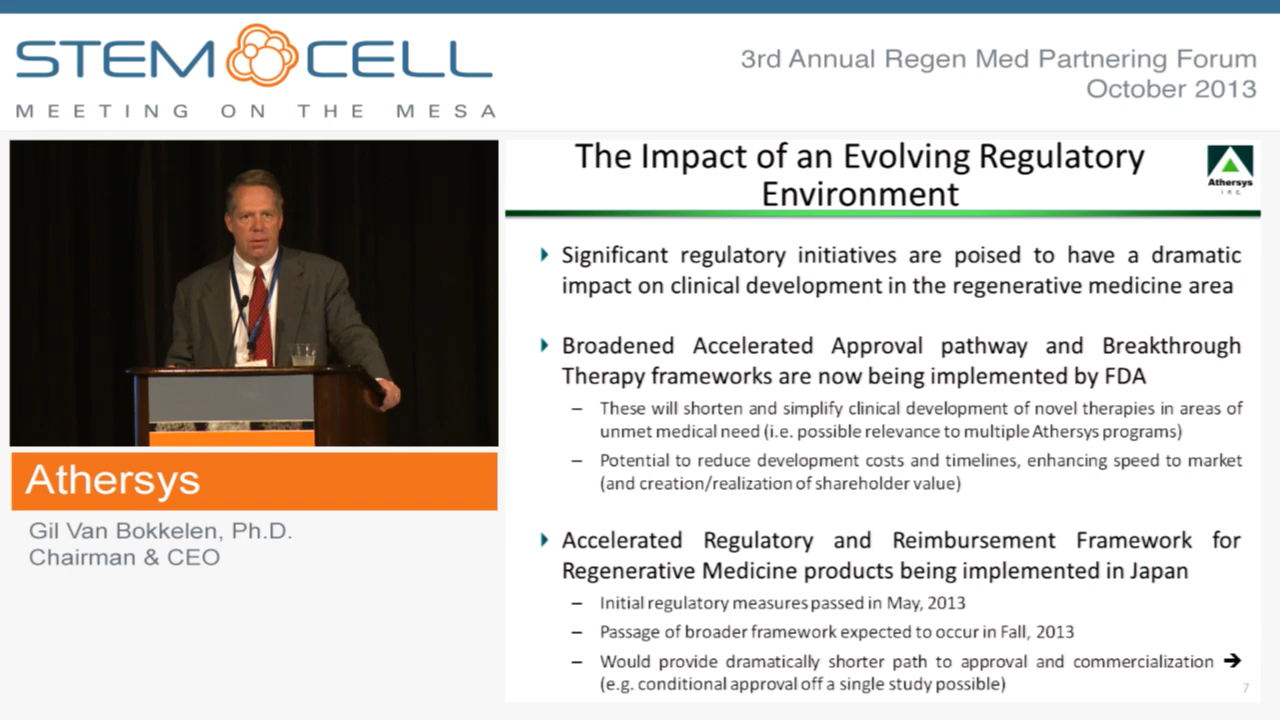 STEM CELL
MEETING ON THE MESA
3rd Annual Regen Med Partnering Forum
October 2013
The Impact of an Evolving Regulatory
Environment
Athersys
inc.
Significant regulatory initiatives are poised to have a dramatic
impact on clinical development in the regenerative medicine area
Broadened Accelerated Approval pathway and Breakthrough
Therapy frameworks are now being implemented by FDA
– These will shorten and simplify clinical development of novel therapies in areas of
unmet medical need (i.e. possible relevance to multiple Athersys programs)
– Potential to reduce development costs and timelines, enhancing speed to market
(and creation/realization of shareholder value)
Accelerated Regulatory and Reimbursement Framework for
Regenerative Medicine products being implemented in Japan
– Initial regulatory measures passed in May, 2013
– Passage of broader framework expected to occur in Fall, 2013
– Would provide dramatically shorter path to approval and commercialization ➔
(e.g. conditional approval off a single study possible)
7
Athersys
Gil Van Bokkelen, Ph.D.
Chairman & CEO